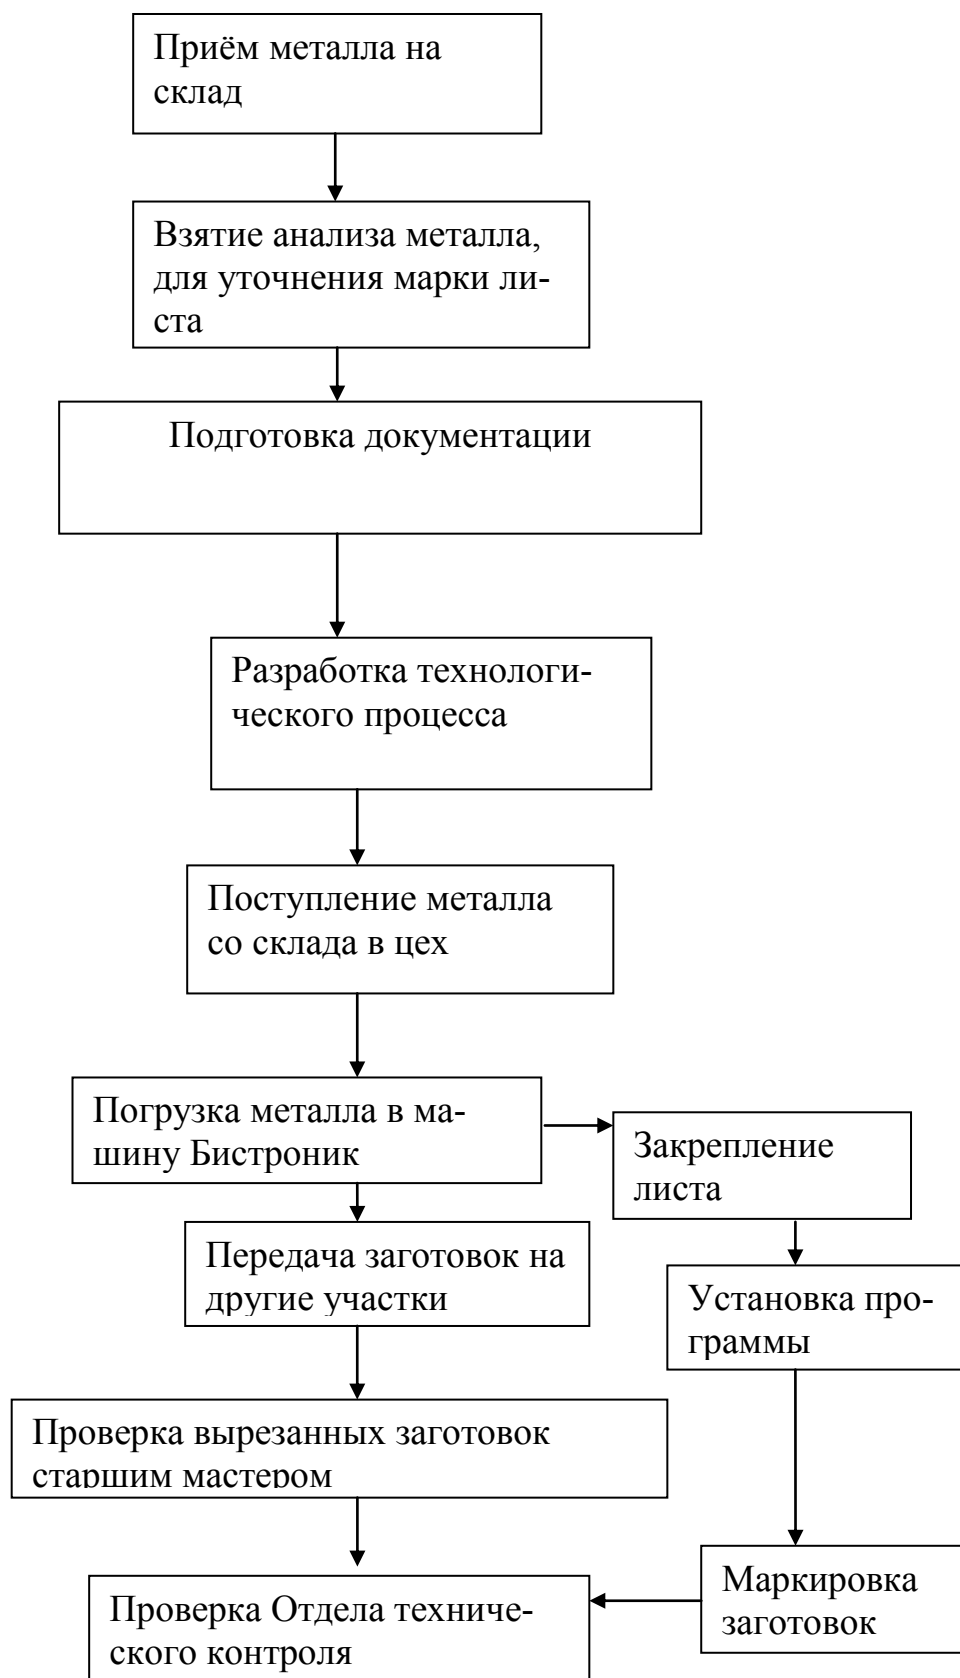 Приём металла на
склад
Взятие анализа металла,
для уточнения марки ли-
ста
Подготовка документации
Разработка технологи-
ческого процесса
Поступление металла
со склада в цех
Погрузка металла в ма-
шину Бистроник
Закрепление
листа
Передача заготовок на
другие участки
Установка про-
граммы
Проверка вырезанных заготовок
старшим мастером
Маркировка
заготовок
Проверка Отдела техниче-
ского контроля